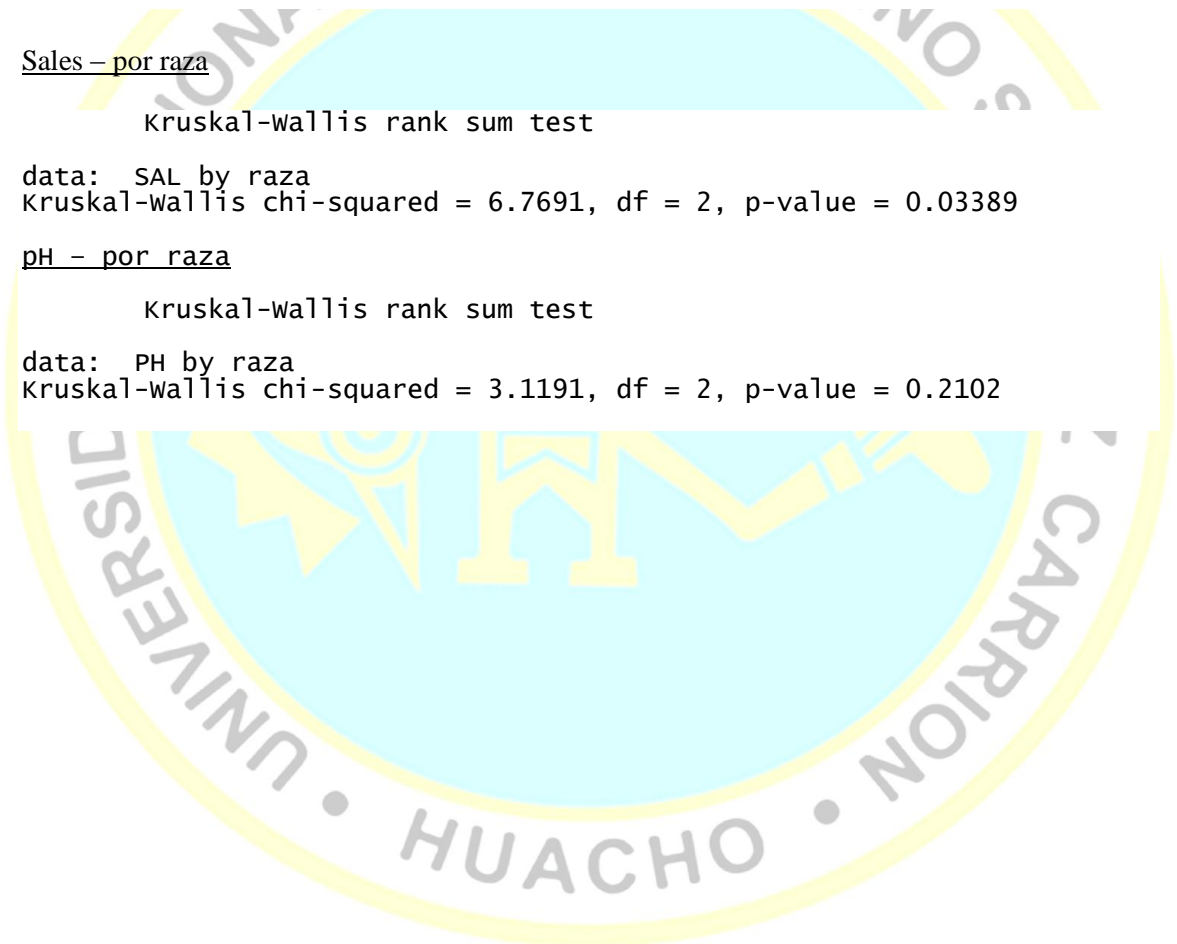 Sales – por raza
Kruskal-Wallis rank sum test
data: SAL by raza
Kruskal-Wallis chi-squared = 6.7691, df = 2, p-value = 0.03389
pH – por raza
Kruskal-Wallis rank sum test
data: PH by raza
Kruskal-Wallis chi-squared = 3.1191, df = 2, p-value = 0.2102
CARRION
HUACHO